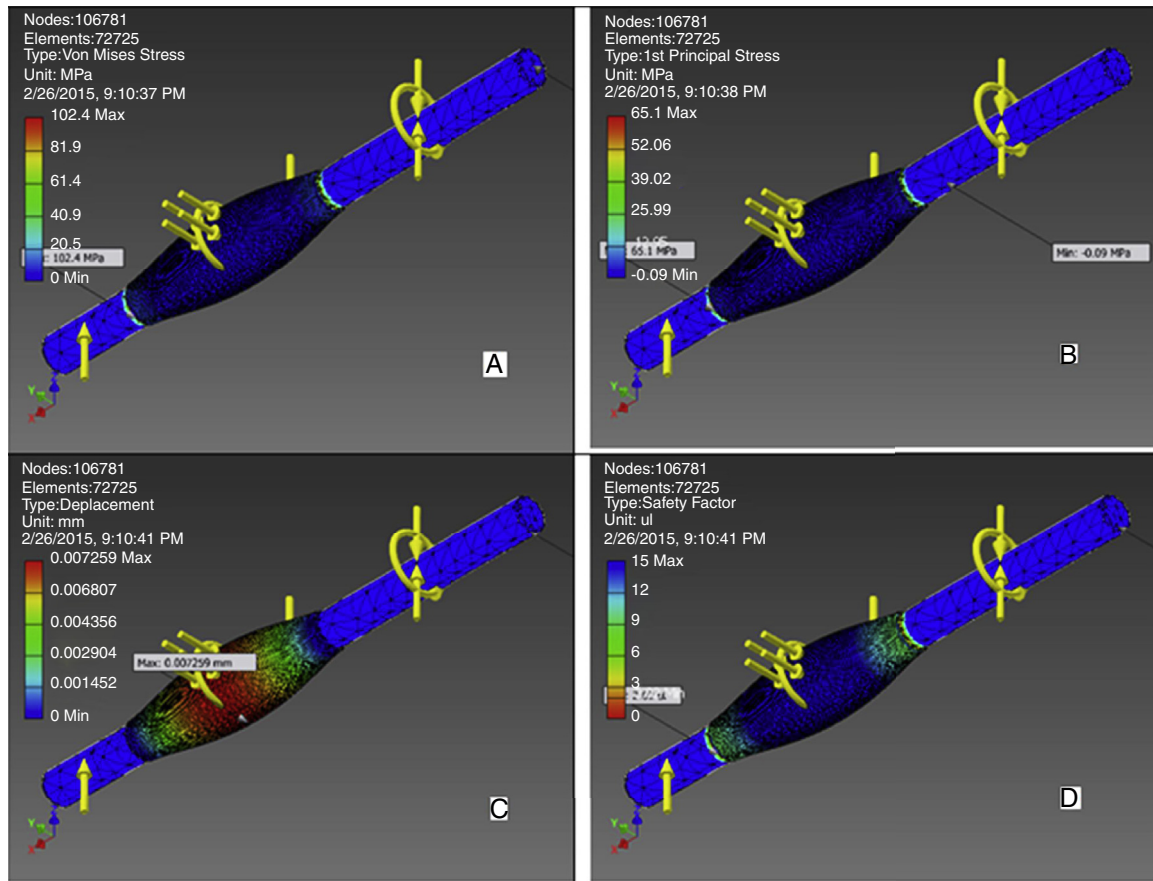 Nodes:106781
Elements:72725
Type:Von Mises Stress
Unit: MPa
2/26/2015, 9:10:37 PM
102.4 Max
81.9
61.4
40.9
20.5
: 102.4 MPa
0 Min
Y
X
A
Nodes:106781
Elements:72725
Type:1st Principal Stress
Unit: MPa
2/26/2015, 9:10:38 PM
65.1 Max
52.06
39.02
25.99
65.1 MPa
-0.09 Min
Min: -0.09 MPa
Y
X
B
Nodes:106781
Elements:72725
Type:Deplacement
Unit: mm
2/26/2015, 9:10:41 PM
0.007259 Max
0.006807
0.004356
0.002904
0.001452
0 Min
Max: 0.007259 mm
Y
X
C
Nodes:106781
Elements:72725
Type:Safety Factor
Unit: ul
2/26/2015, 9:10:41 PM
15 Max
12
9
6
3
0
Y
X
D